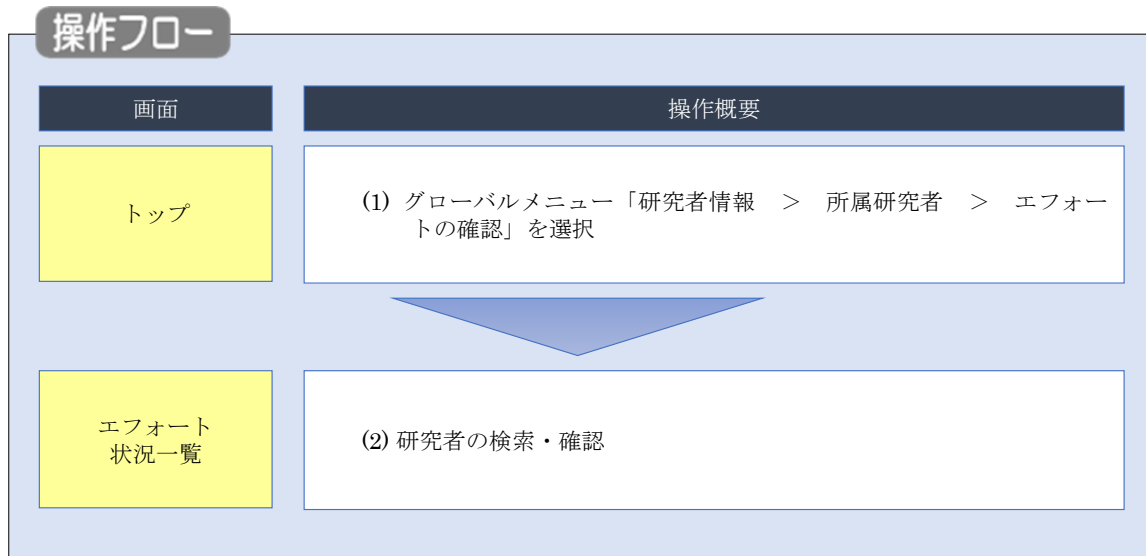 操作フロー
画面
操作概要
トップ
(1) グローバルメニュー「研究者情報　＞　所属研究者　＞　エフォー
トの確認」を選択
エフォート
状況一覧
(2) 研究者の検索・確認